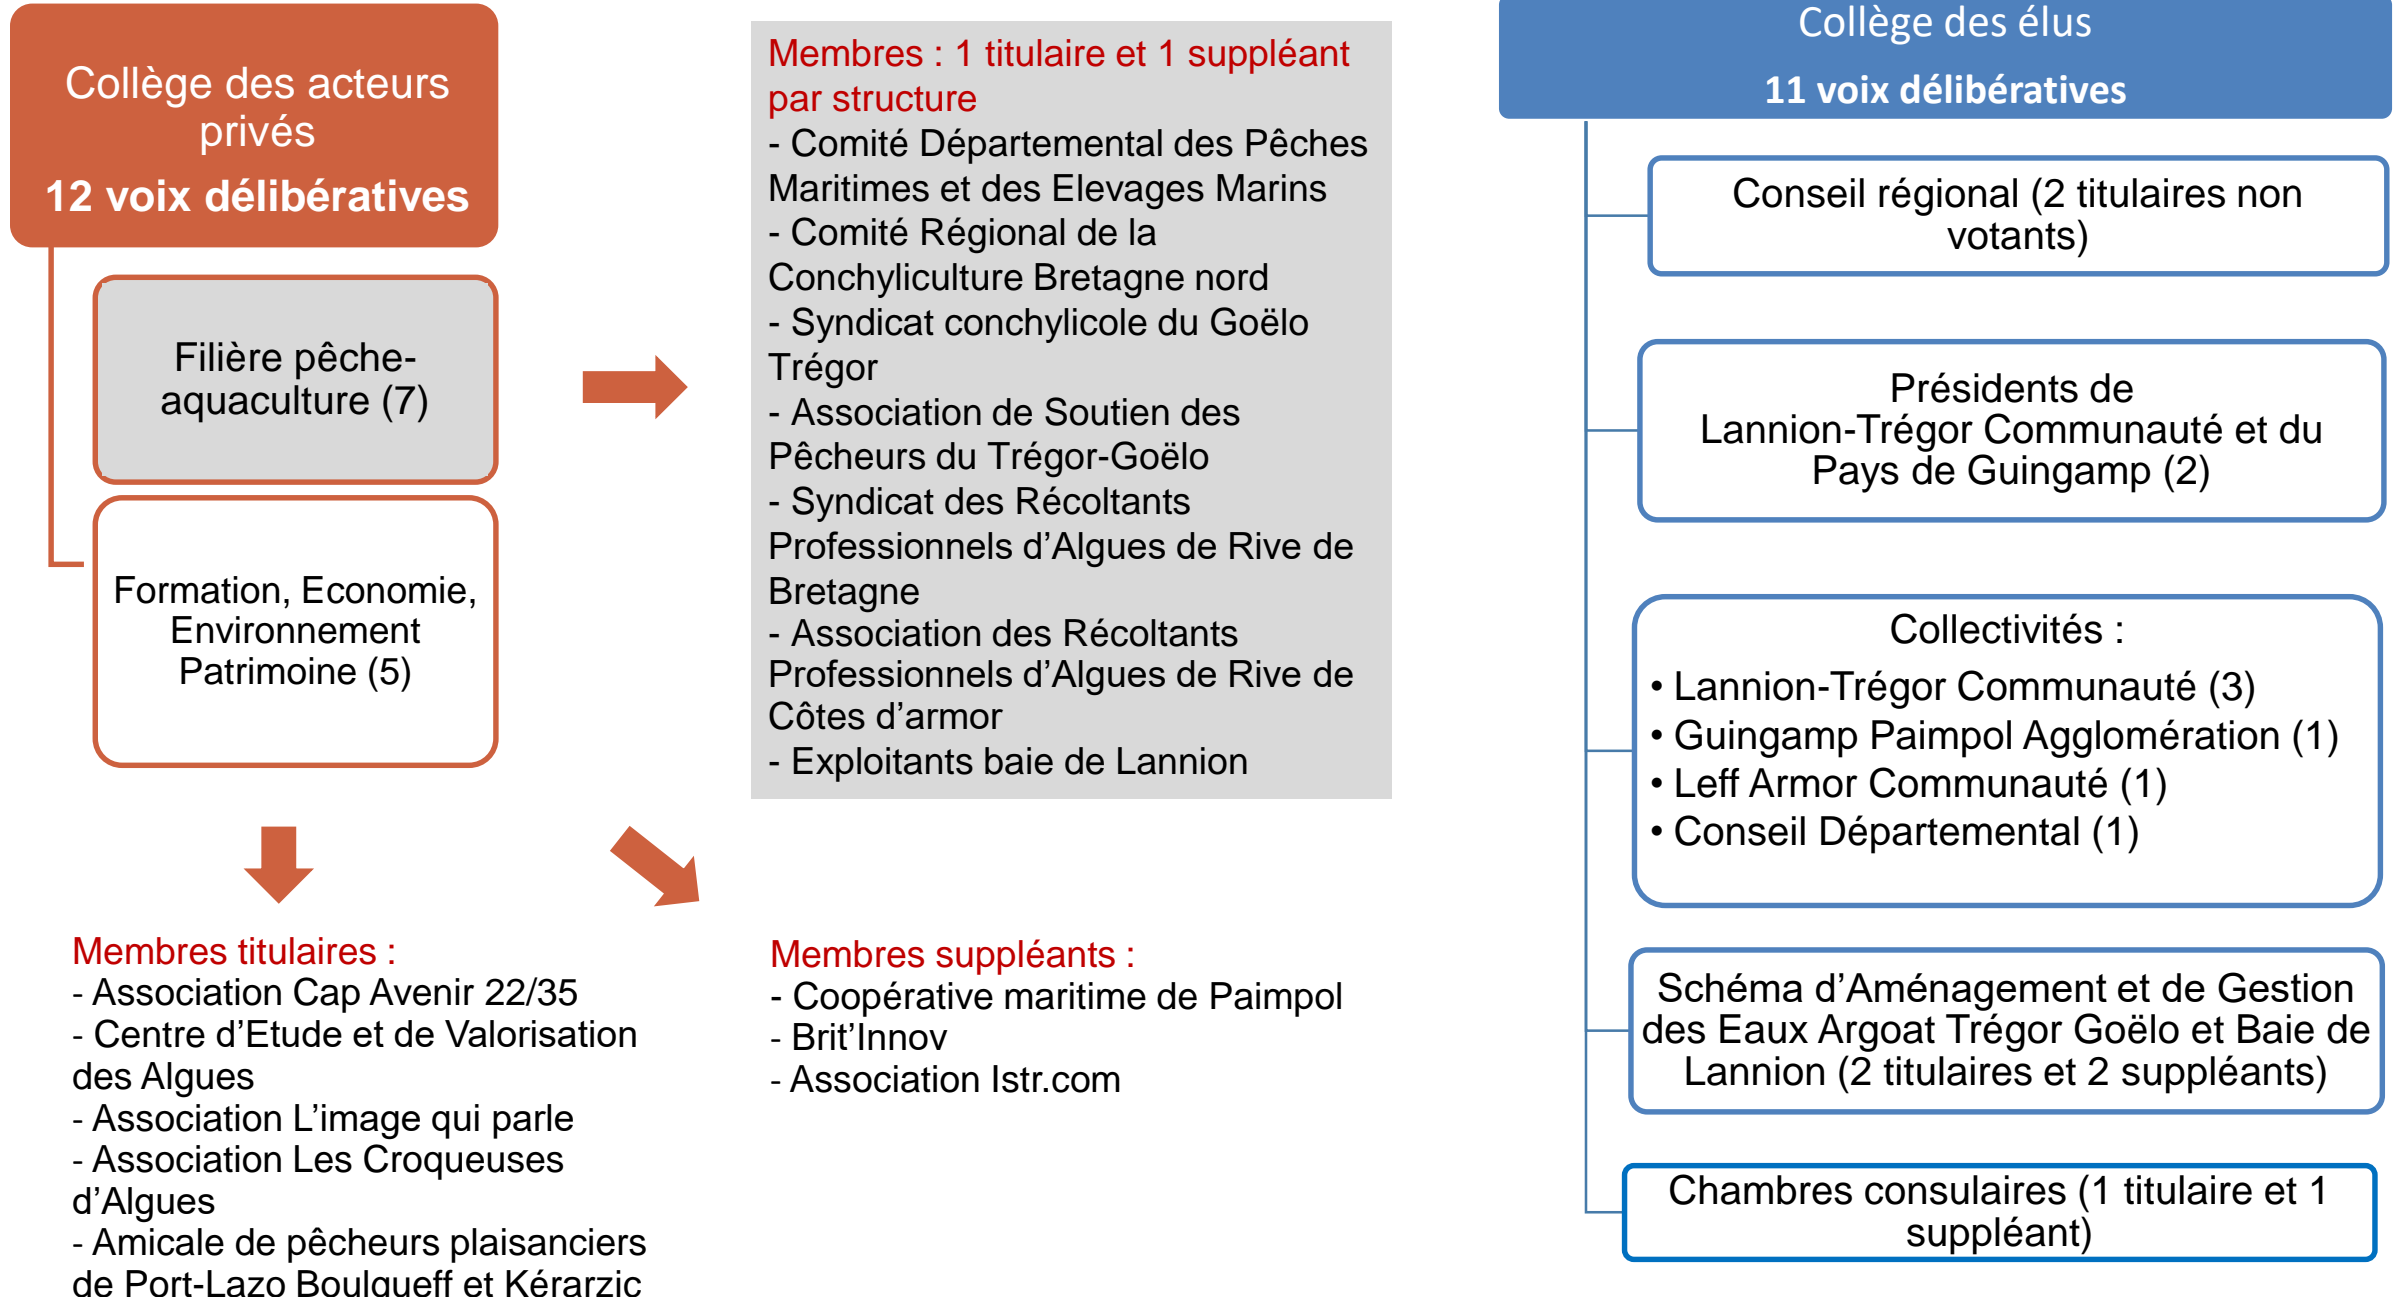 Collège des acteurs
privés
12 voix délibératives
Filière pêche-
aquaculture (7)
Formation, Economie,
Environnement
Patrimoine (5)
Membres : 1 titulaire et 1 suppléant
par structure
- Comité Départemental des Pêches
Maritimes et des Elevages Marins
- Comité Régional de la
Conchyliculture Bretagne nord
- Syndicat conchylicole du Goëlo
Trégor
- Association de Soutien des
Pêcheurs du Trégor-Goëlo
- Syndicat des Récoltants
Professionnels d’Algues de Rive de
Bretagne
- Association des Récoltants
Professionnels d’Algues de Rive de
Côtes d’armor
- Exploitants baie de Lannion
Membres titulaires :
- Association Cap Avenir 22/35
- Centre d’Etude et de Valorisation
des Algues
- Association L’image qui parle
- Association Les Croqueuses
d’Algues
- Amicale de pêcheurs plaisanciers
de Port-Lazo Boulgueff et Kérarzic
Membres suppléants :
- Coopérative maritime de Paimpol
- Brit’Innov
- Association Istr.com
Collège des élus
11 voix délibératives
Conseil régional (2 titulaires non
votants)
Présidents de
Lannion-Trégor Communauté et du
Pays de Guingamp (2)
Collectivités :
• Lannion-Trégor Communauté (3)
• Guingamp Paimpol Agglomération (1)
• Leff Armor Communauté (1)
• Conseil Départemental (1)
Schéma d’Aménagement et de Gestion
des Eaux Argoat Trégor Goëlo et Baie de
Lannion (2 titulaires et 2 suppléants)
Chambres consulaires (1 titulaire et 1
suppléant)